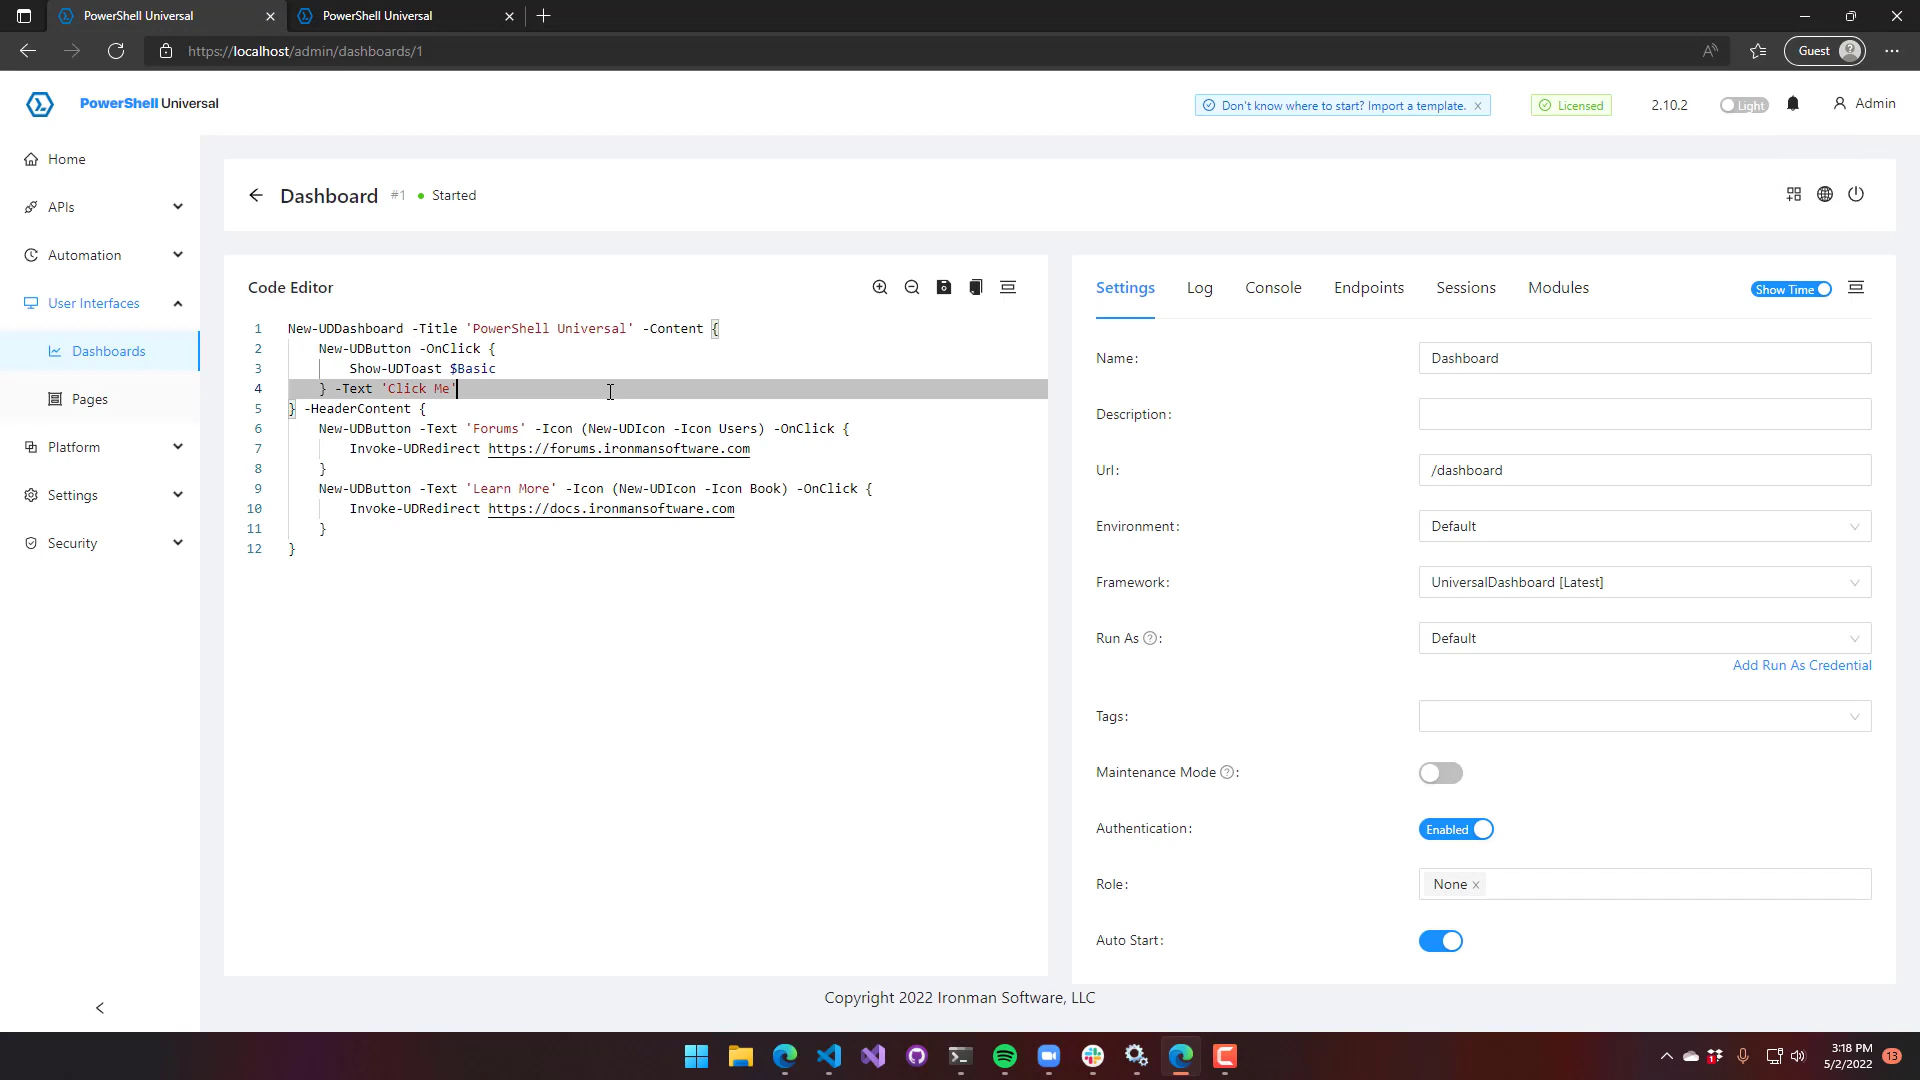 PowerShell Universal
PowerShell Universal
https://localhost/admin/dashboards/1
Guest
PowerShell Universal
Don't know where to start? Import a template.
Licensed
2.10.2
Light
Admin
Home
APIs
Automation
User Interfaces
Dashboards
Pages
Platform
Settings
Security
Dashboard #1 Started
Code Editor
1 New-UDDashboard -Title 'PowerShell Universal' -Content {
2 New-UDButton -OnClick {
3 Show-UDToast $Basic
4 } -Text 'Click Me'
5 } -HeaderContent {
6 New-UDButton -Text 'Forums' -Icon (New-UDIcon -Icon Users) -OnClick {
7 Invoke-UDRedirect https://forums.ironmansoftware.com
8 }
9 New-UDButton -Text 'Learn More' -Icon (New-UDIcon -Icon Book) -OnClick {
10 Invoke-UDRedirect https://docs.ironmansoftware.com
11 }
12 }
Settings Log Console Endpoints Sessions Modules
Show Time
Name: Dashboard
Description:
Url: /dashboard
Environment: Default
Framework: UniversalDashboard [Latest]
Run As : Default
Add Run As Credential
Tags:
Maintenance Mode :
Authentication: Enabled
Role: None
Auto Start:
Copyright 2022 Ironman Software, LLC
3:18 PM
5/2/2022
13